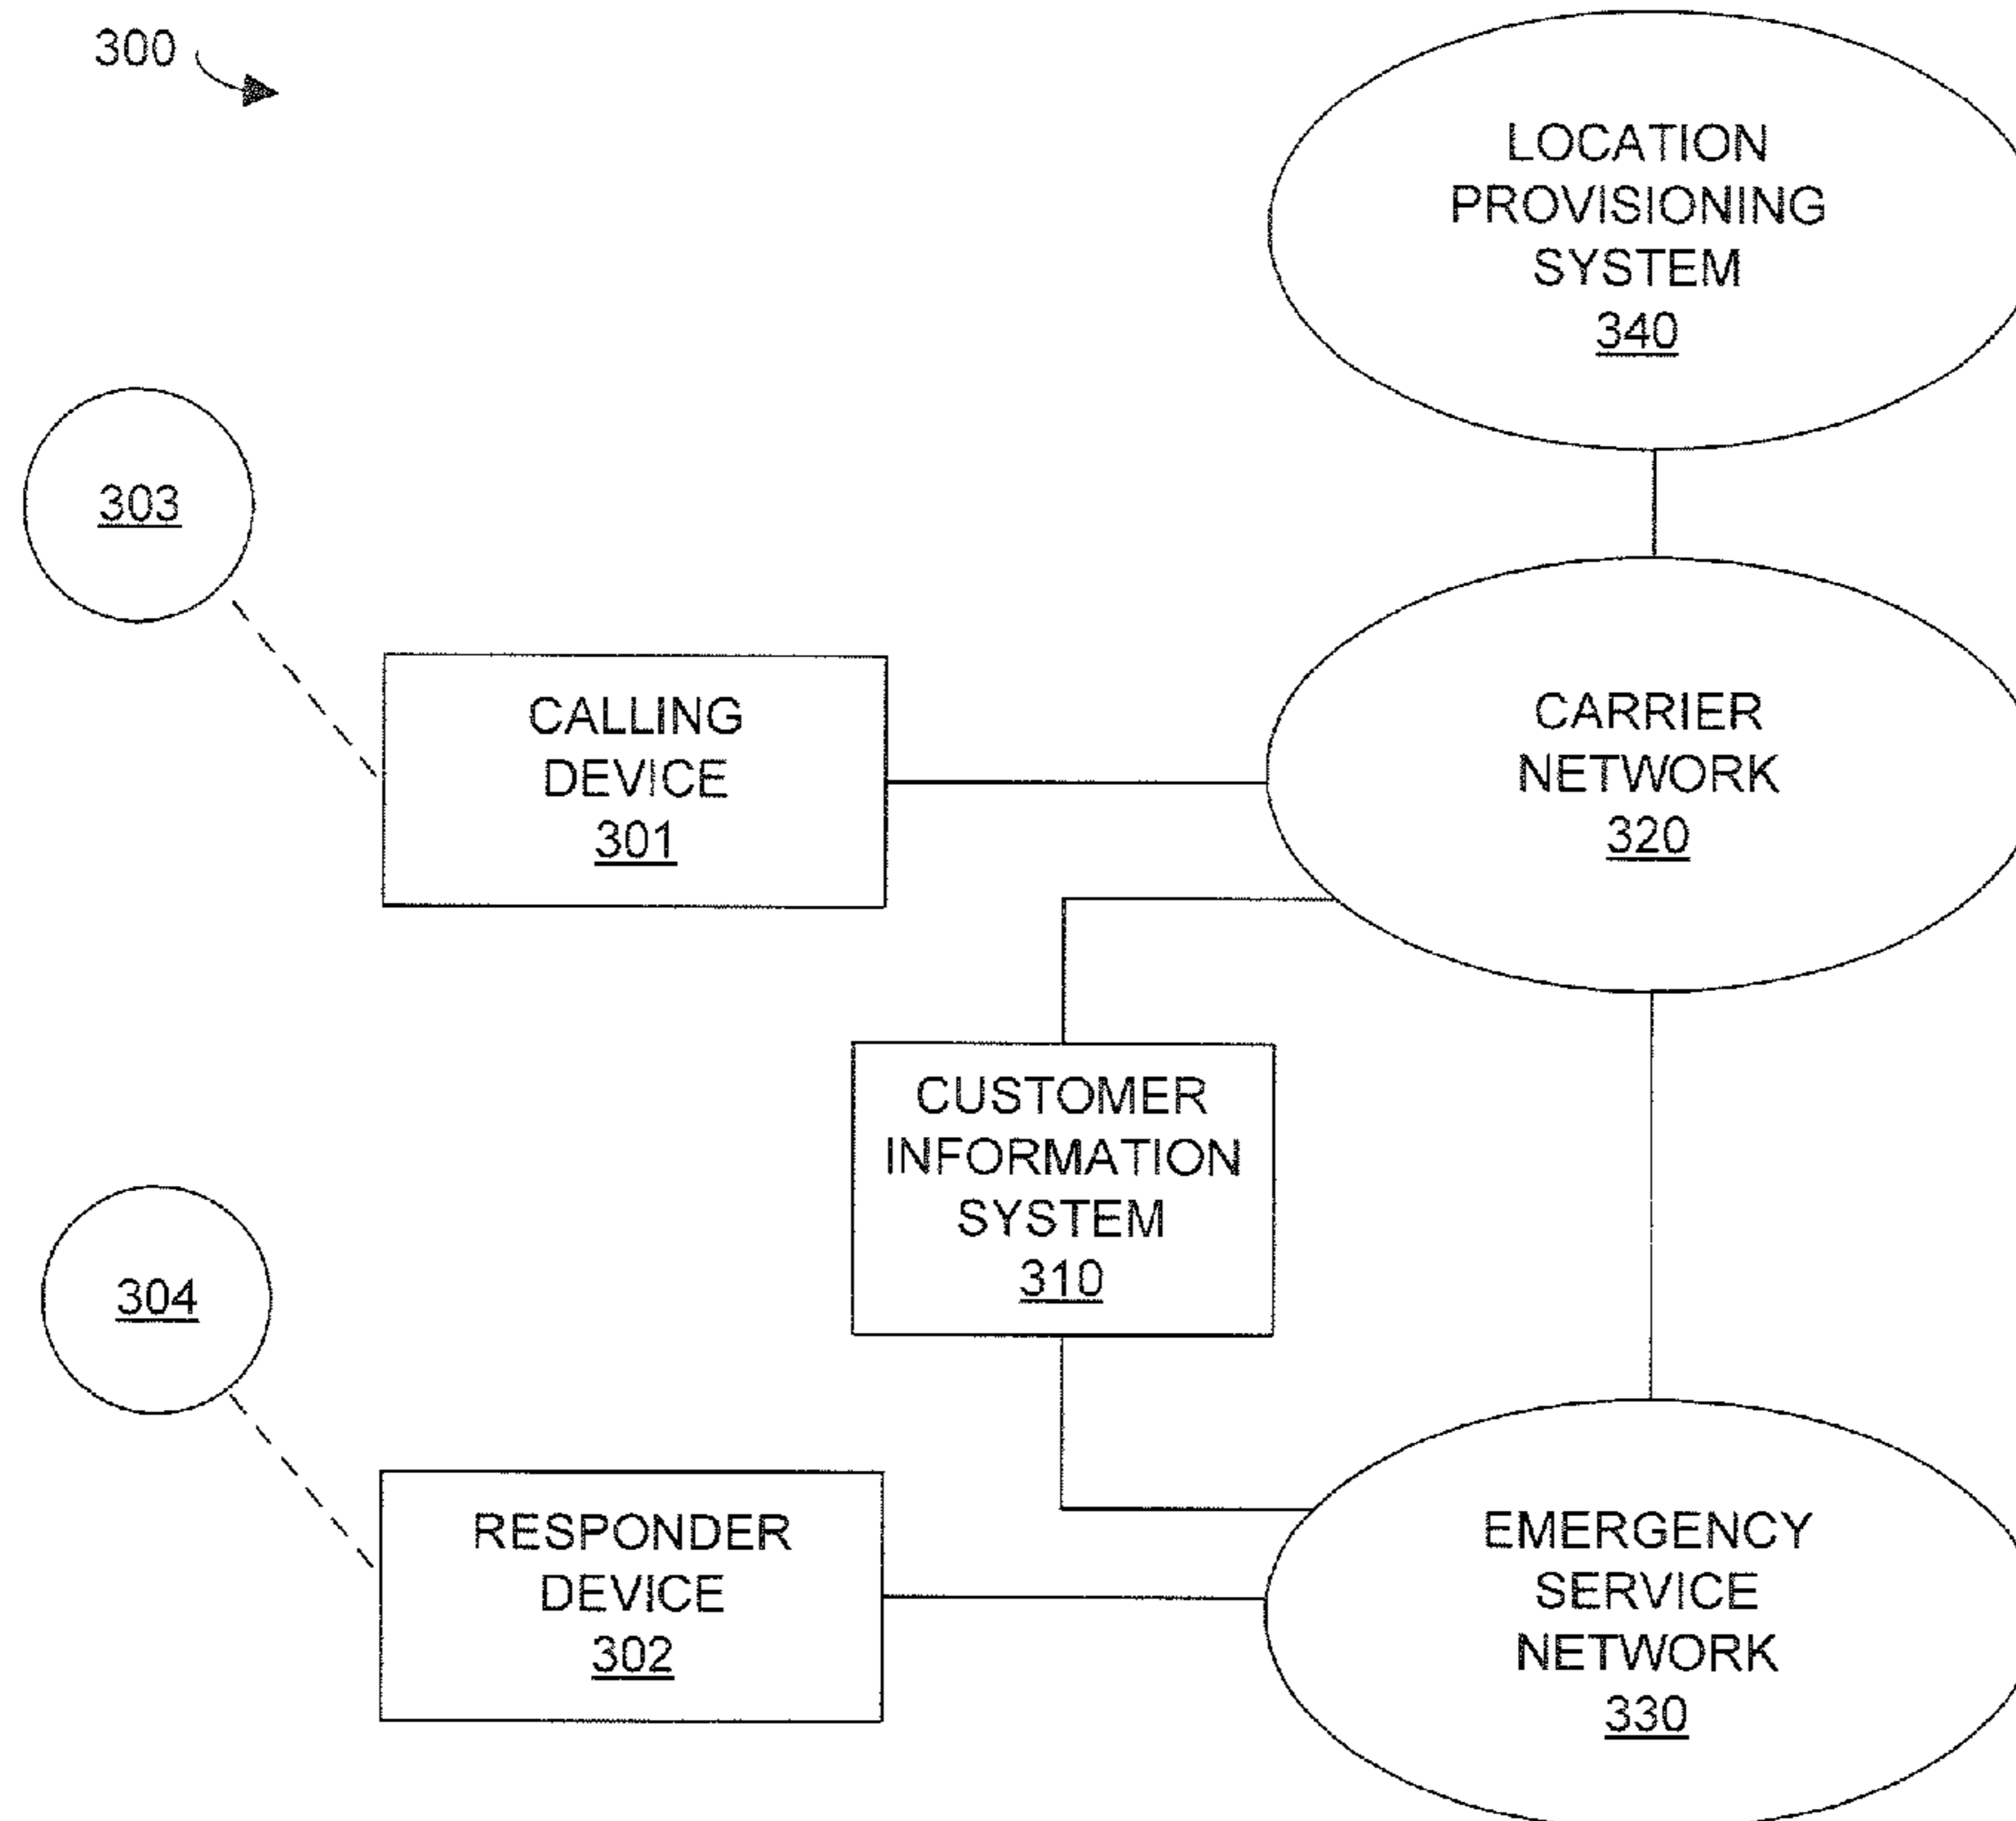 300
LOCATION
PROVISIONING
SYSTEM
340
303
CALLING
DEVICE
301
CARRIER
NETWORK
320
CUSTOMER
INFORMATION
SYSTEM
310
304
RESPONDER
DEVICE
302
EMERGENCY
SERVICE
NETWORK
330